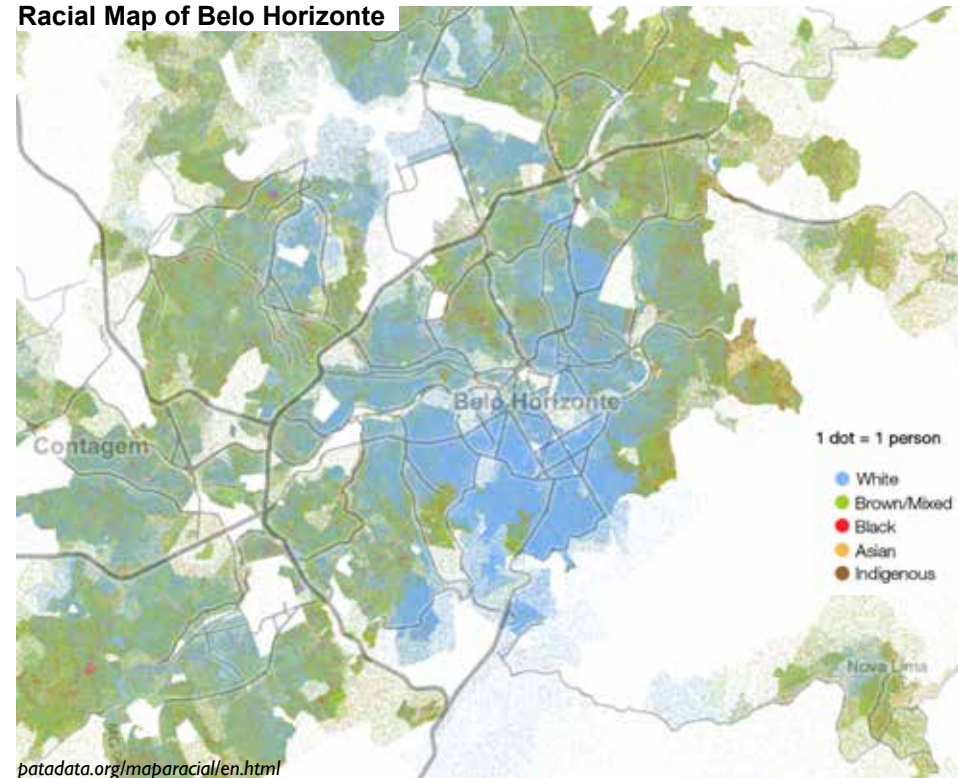 Racial Map of Belo Horizonte
Belo Horizonte
Contagem
1 dot = 1 person
White
Brown/Mixed
Black
Asian
Indigenous
Nova Lima
patadata.org/maparacial/en.html